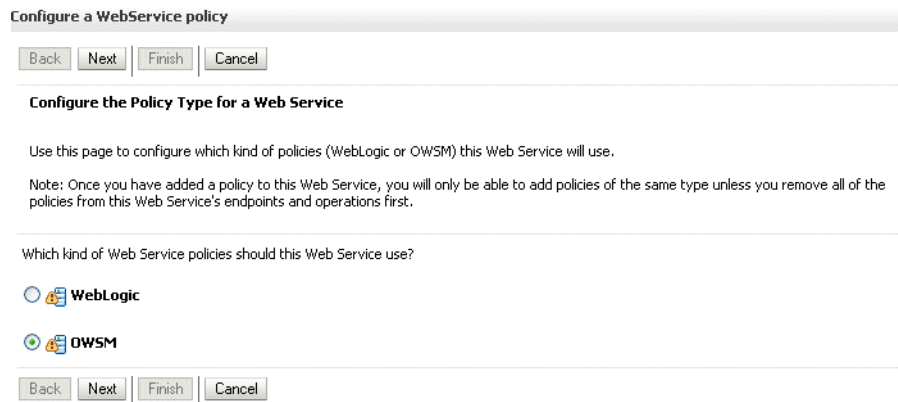 Configure a WebService policy
Back Next Finish Cancel
Configure the Policy Type for a Web Service
Use this page to configure which kind of policies (WebLogic or OWSM) this Web Service will use.
Note: Once you have added a policy to this Web Service, you will only be able to add policies of the same type unless you remove all of the
policies from this Web Service's endpoints and operations first.
Which kind of Web Service policies should this Web Service use?
WebLogic
OWSM
Back Next Finish Cancel